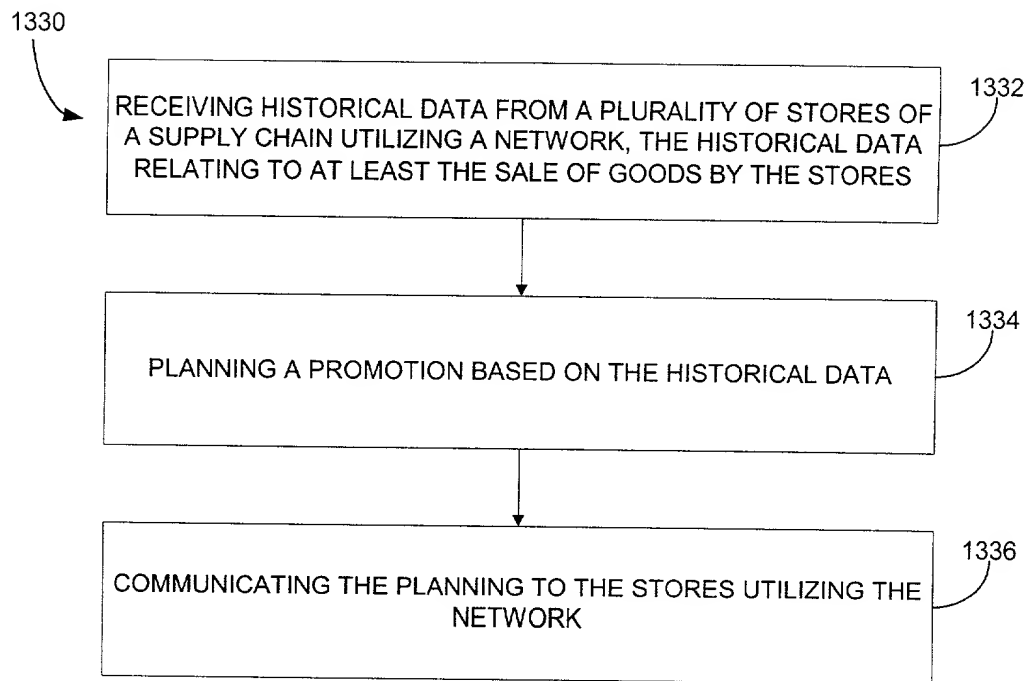 1330
1332
RECEIVING HISTORICAL DATA FROM A PLURALITY OF STORES OF
A SUPPLY CHAIN UTILIZING A NETWORK, THE HISTORICAL DATA
RELATING TO AT LEAST THE SALE OF GOODS BY THE STORES
1334
PLANNING A PROMOTION BASED ON THE HISTORICAL DATA
1336
COMMUNICATING THE PLANNING TO THE STORES UTILIZING THE
NETWORK